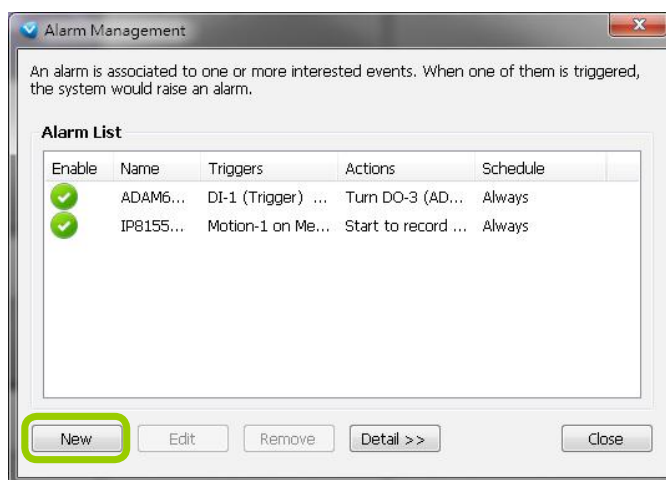 Alarm Management
An alarm is associated to one or more interested events. When one of them is triggered,
the system would raise an alarm.
Alarm List
Enable Name Triggers Actions Schedule
ADAM6... DI-1 (Trigger) ... Turn DO-3 (AD... Always
IP8155... Motion-1 on Me... Start to record ... Always
New Edit Remove Detail >> Close